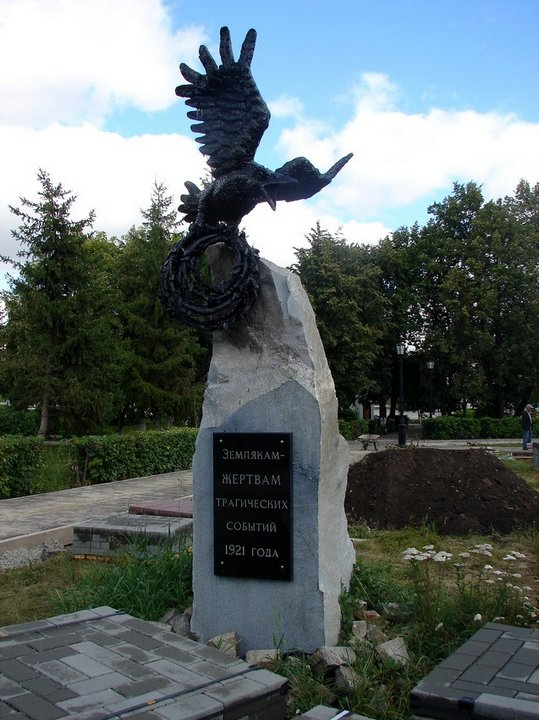 Землякам-
жертвам
трагических
событий
1921 года